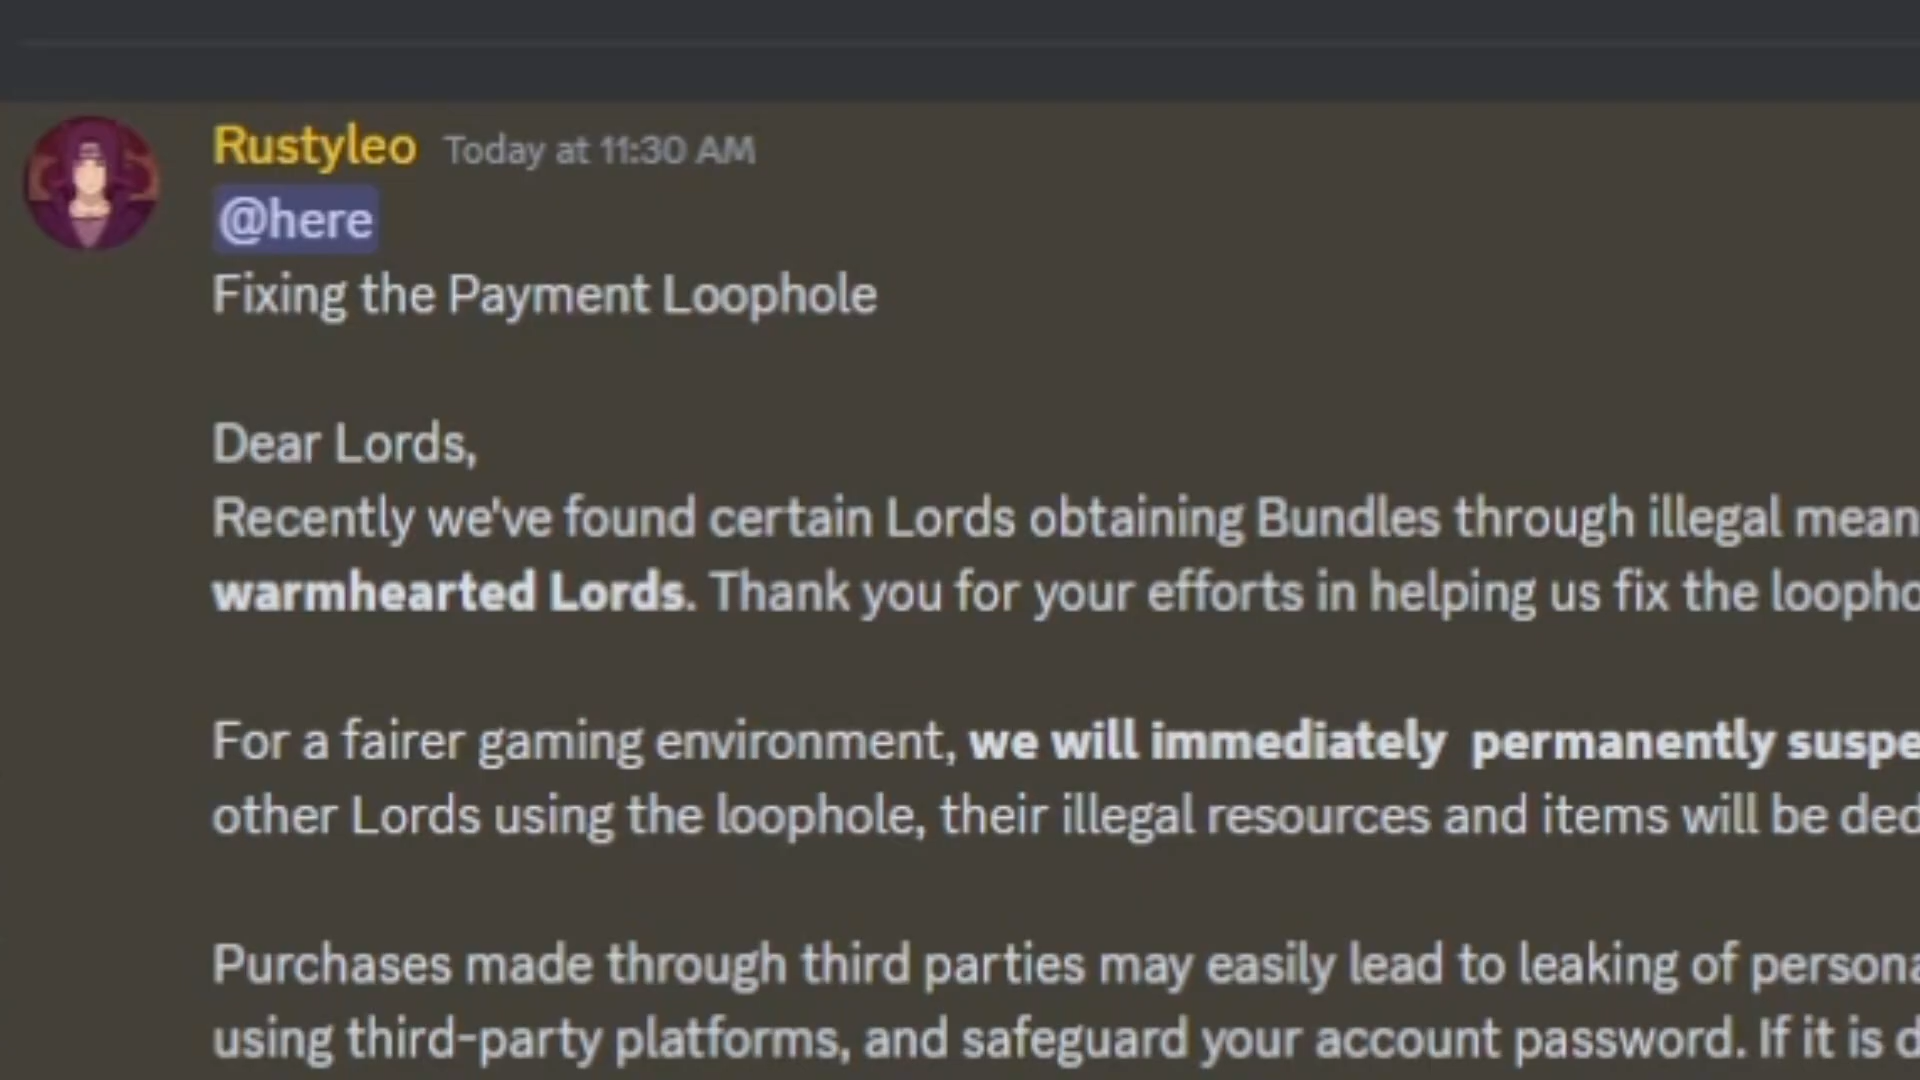 Rustyleo Today at 11:30 AM
@here
Fixing the Payment Loophole
Dear Lords,
Recently we've found certain Lords obtaining Bundles through illegal mean
warmhearted Lords. Thank you for your efforts in helping us fix the loopho
For a fairer gaming environment, we will immediately permanently suspe
other Lords using the loophole, their illegal resources and items will be ded
Purchases made through third parties may easily lead to leaking of persona
using third-party platforms, and safeguard your account password. If it is d